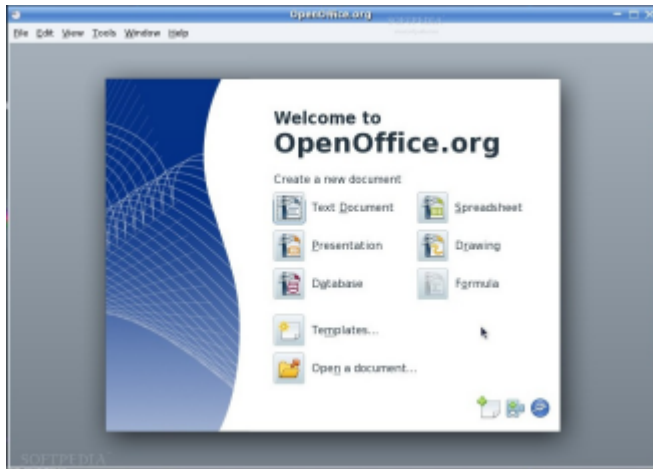 OpenOffice.org
SOFTPEDIA
File Edit View Tools Window Help
Welcome to
OpenOffice.org
Create a new document
Text Document Spreadsheet
Presentation Drawing
Database Formula
Templates...
Open a document...
SOFTPEDIA